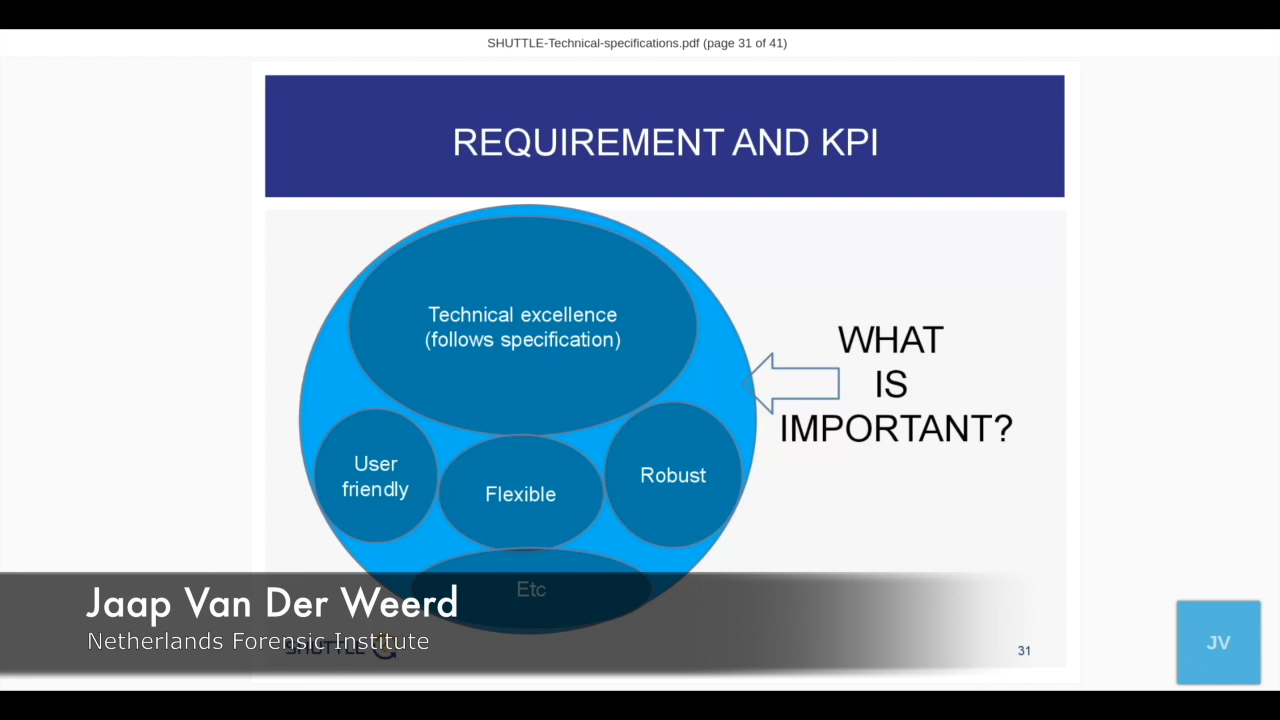 SHUTTLE-Technical-specifications.pdf (page 31 of 41)
REQUIREMENT AND KPI
Technical excellence
(follows specification)
WHAT
IS
IMPORTANT?
User
friendly
Flexible
Robust
Etc
Jaap Van Der Weerd
Netherlands Forensic Institute
SHUTTLE
31
JV